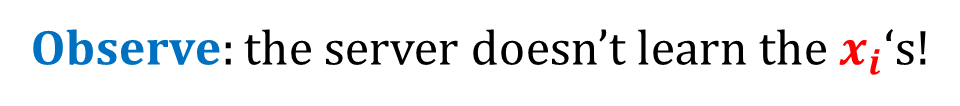 Observe: the server doesn’t learn the xᵢ‘s!